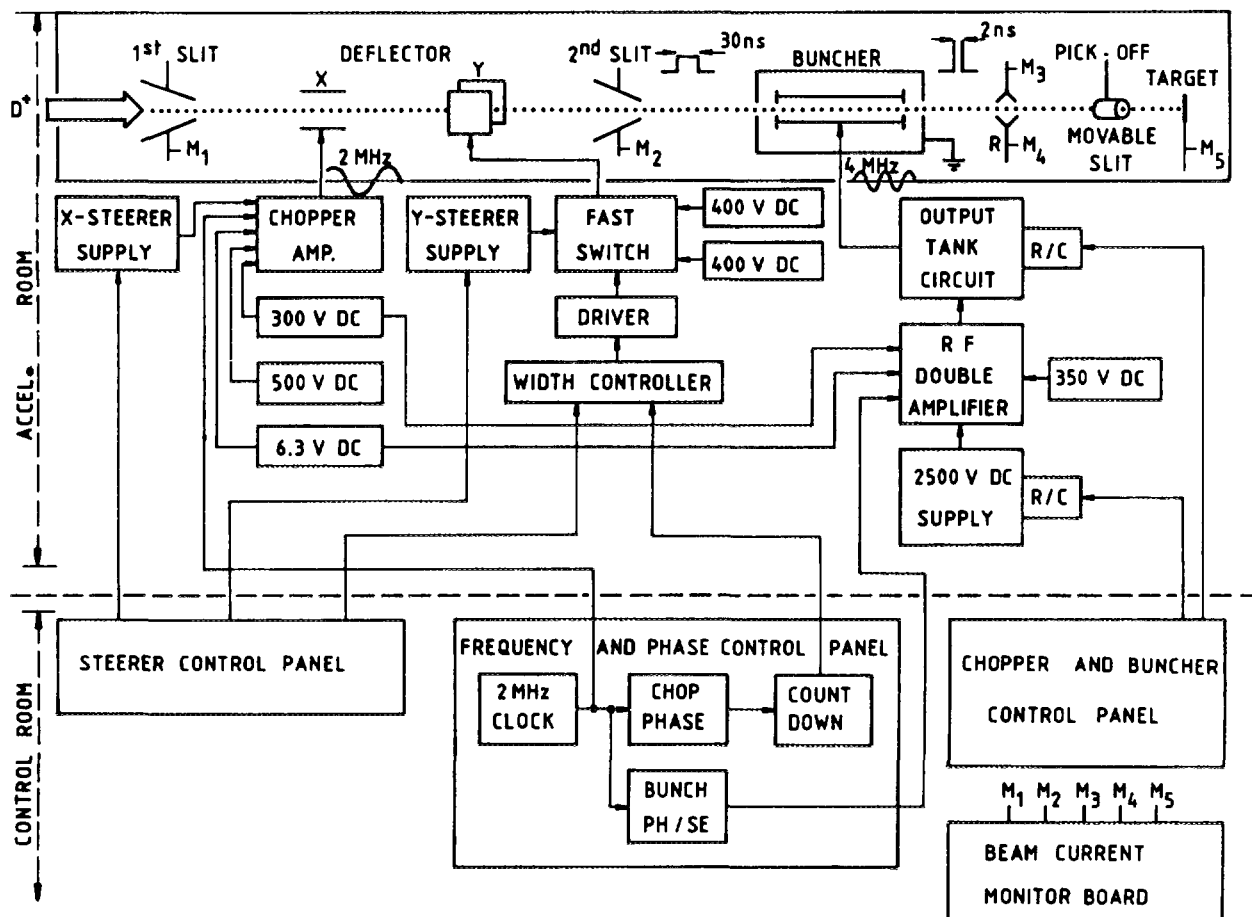 1st SLIT
DEFLECTOR
X
Y
2nd SLIT
30ns
BUNCHER
2ns
M3
PICK-OFF
TARGET
D+
M1
M2
R
M4
MOVABLE
SLIT
M5
2 MHz
4 MHz
X-STEERER
SUPPLY
CHOPPER
AMP.
Y-STEERER
SUPPLY
FAST
SWITCH
400 V DC
400 V DC
OUTPUT
TANK
CIRCUIT
R/C
300 V DC
DRIVER
500 V DC
WIDTH CONTROLLER
R F
DOUBLE
AMPLIFIER
350 V DC
6.3 V DC
2500 V DC
SUPPLY
R/C
ACCEL. ROOM
CONTROL ROOM
STEERER CONTROL PANEL
FREQUENCY AND PHASE CONTROL PANEL
2 MHz
CLOCK
CHOP
PHASE
COUNT
DOWN
BUNCH
PH/SE
CHOPPER AND BUNCHER
CONTROL PANEL
M1 M2 M3 M4 M5
BEAM CURRENT
MONITOR BOARD